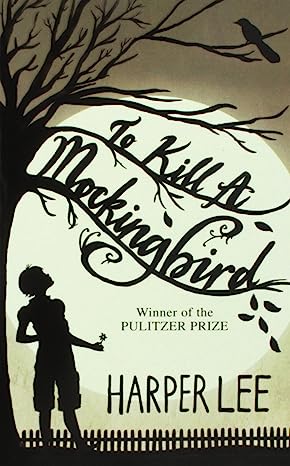 To Kill A
Mockingbird
Winner of the
PULITZER PRIZE
HARPER LEE